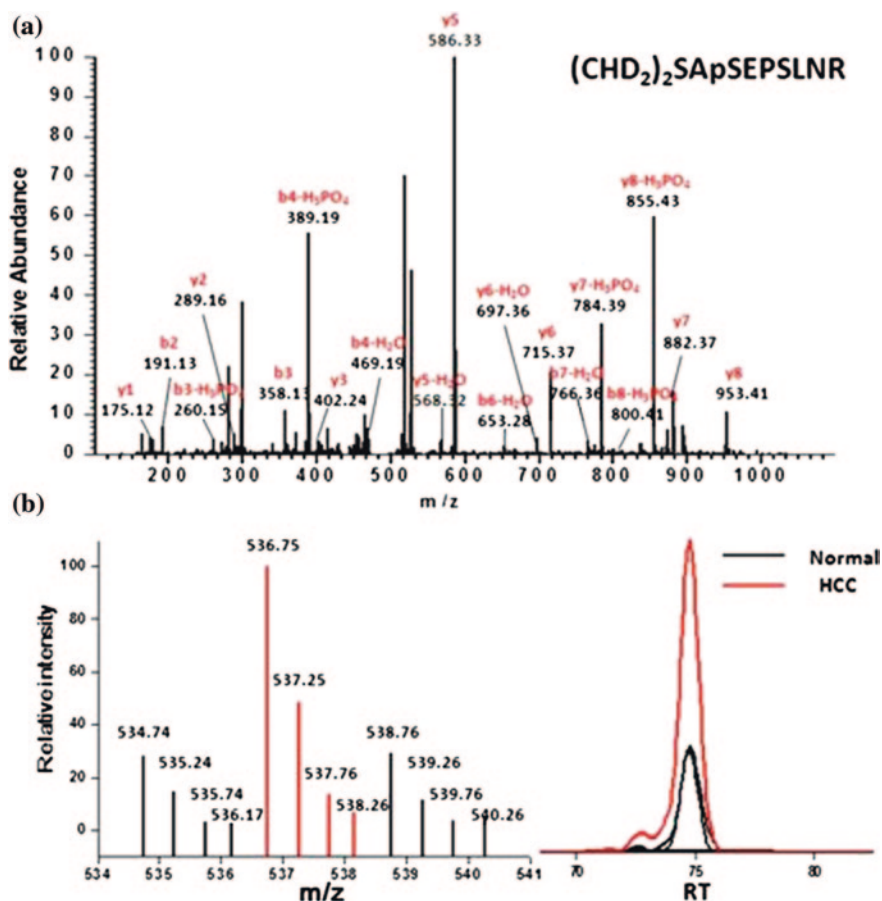 (a)
(CHD₂)₂SApSEPSLNR
y5
586.33
b4-H₃PO₄
389.19
y8-H₃PO₄
855.43
y2
289.16
y6-H₂O
697.36
y7-H₃PO₄
784.39
b2
191.13
b4-H₂O
469.19
y6
715.37
y7
882.37
y1
175.12
b3-H₃PO₄
260.15
b3
358.13
y3
402.24
y5-H₂O
568.32
b6-H₂O
653.28
b7-H₂O
766.36
b8-H₃PO₄
800.41
y8
953.41
100
90
80
70
60
50
40
30
20
10
0
Relative Abundance
200 300 400 500 600 700 800 900 1000
m/z
(b)
536.75
537.25
534.74
535.24
535.74
536.17
537.76
538.26
538.76
539.26
539.76
540.26
100
80
60
40
20
0
Relative intensity
534 535 536 537 538 539 540 541
m/z
Normal
HCC
70 75 80
RT